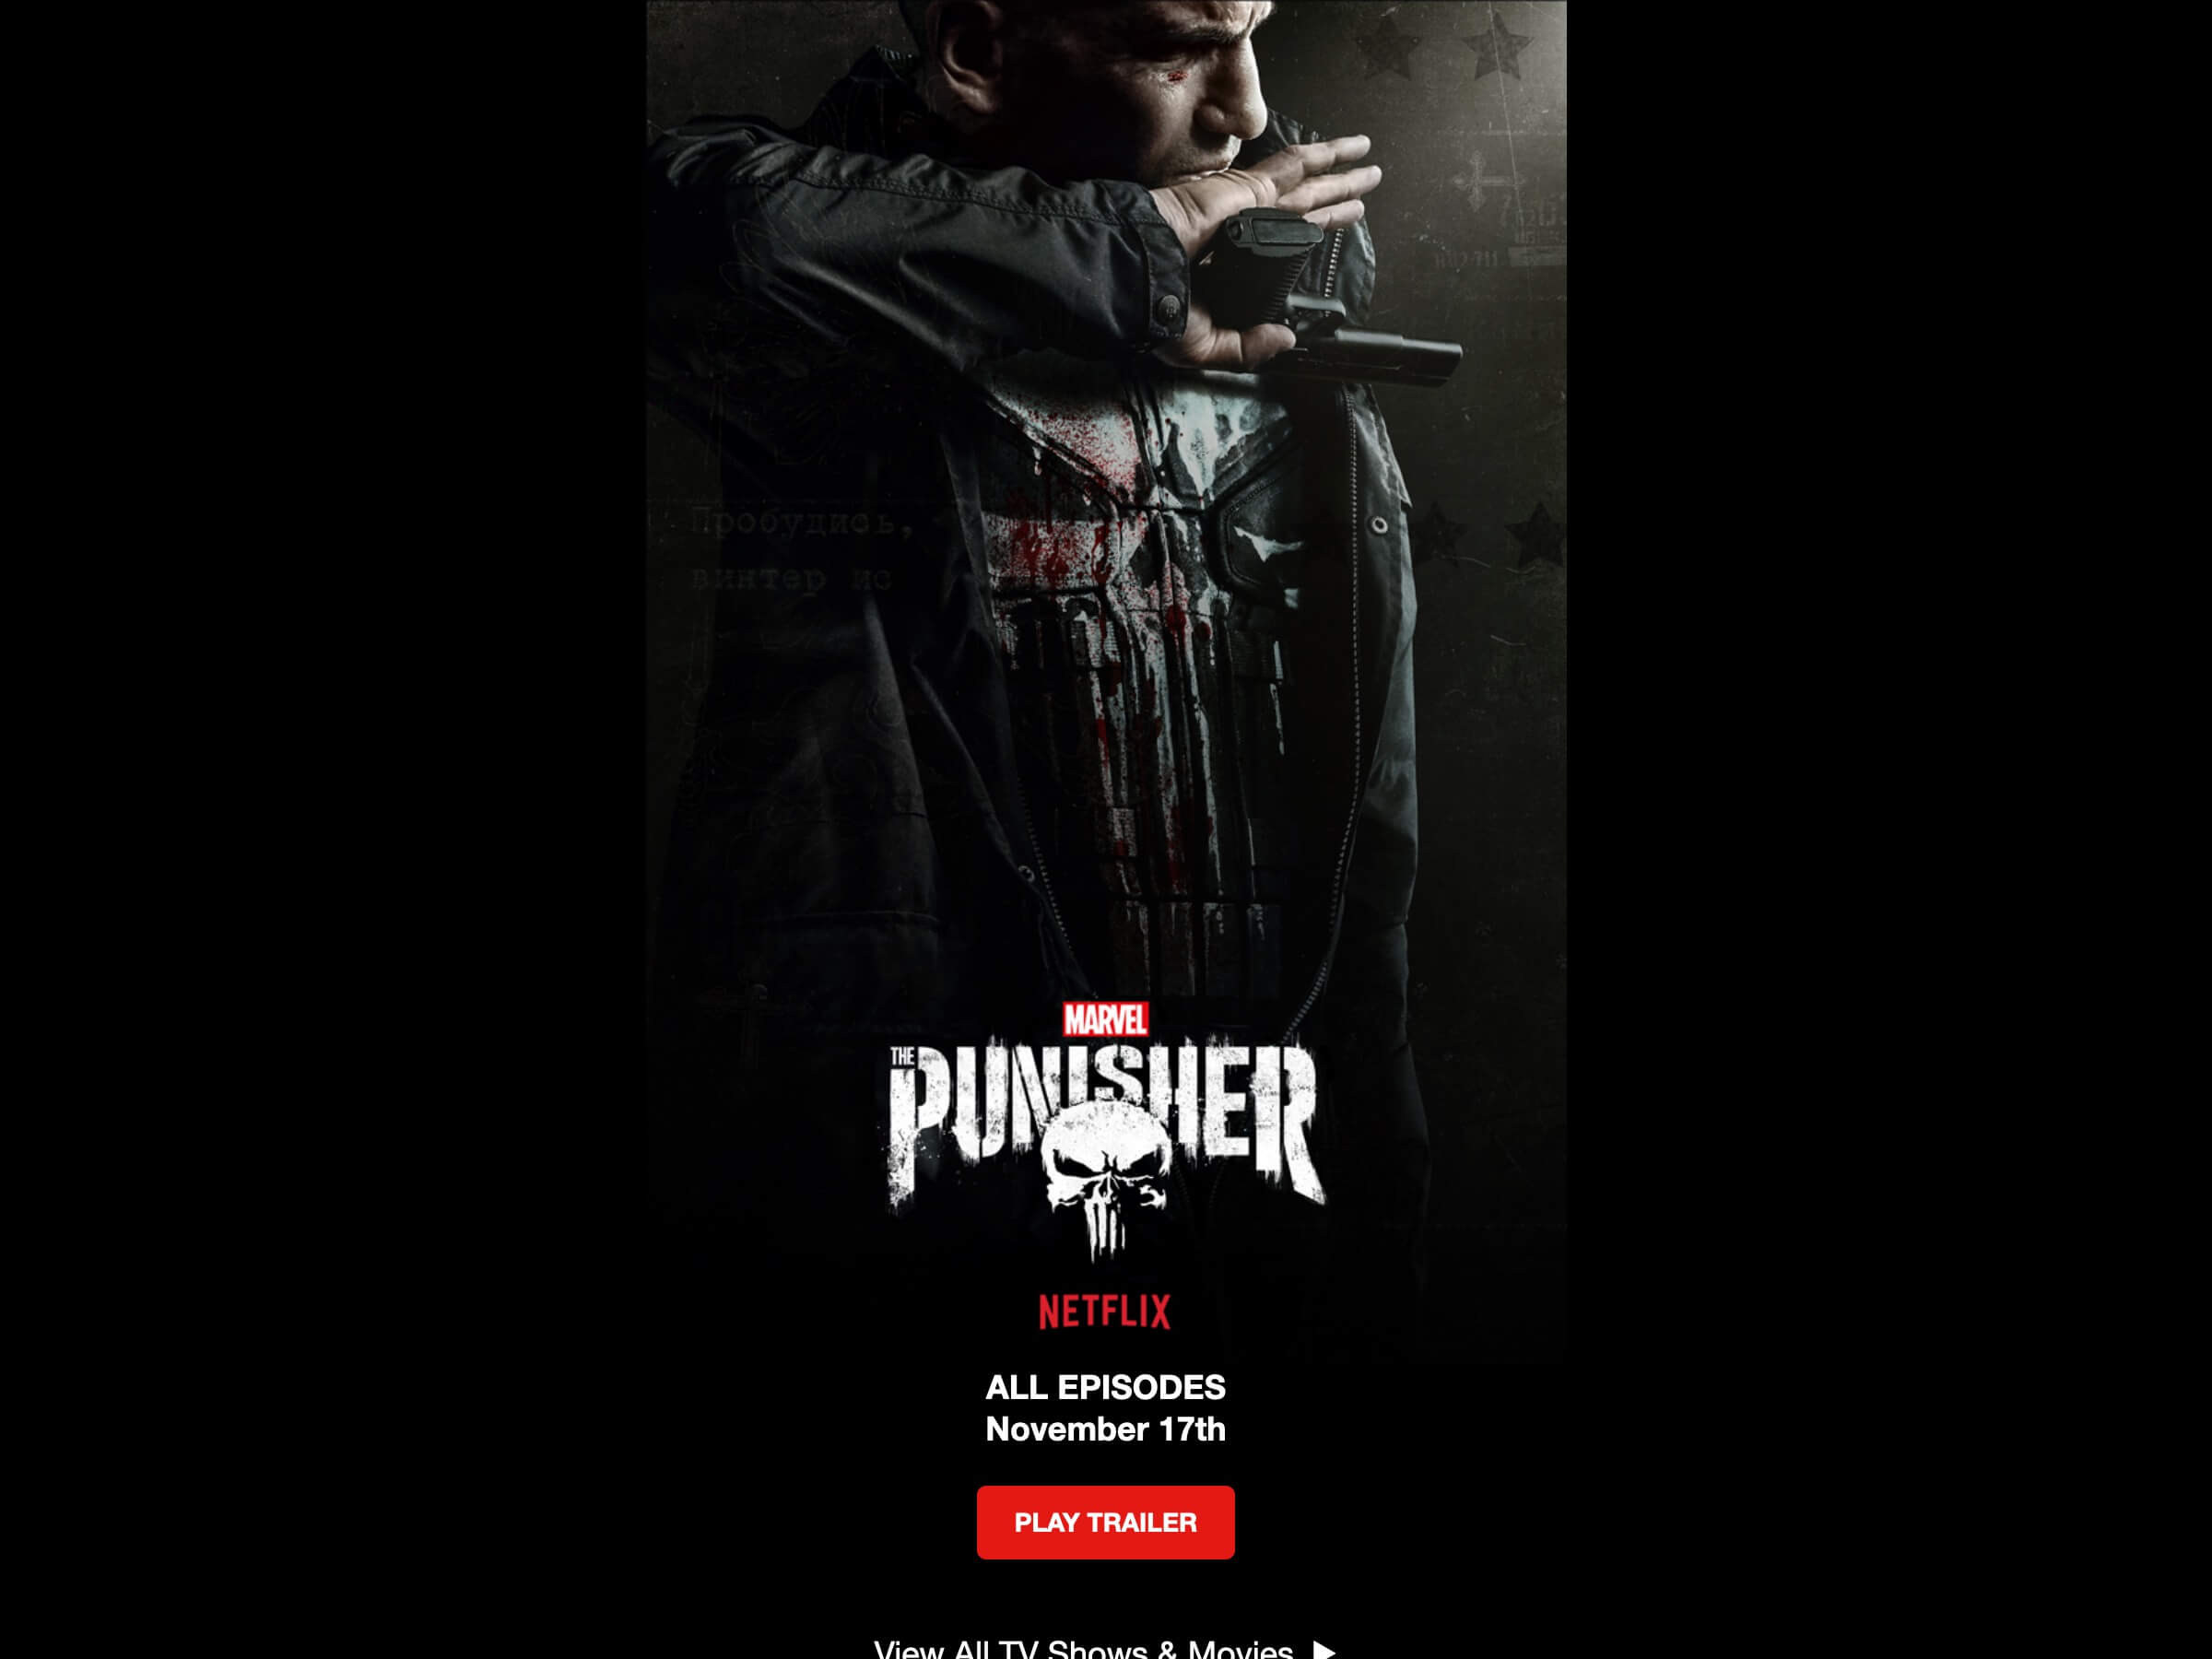 Пробудись,
винтер ис
MARVEL
THE
PUNISHER
NETFLIX
ALL EPISODES
November 17th
PLAY TRAILER
View All TV Shows & Movies